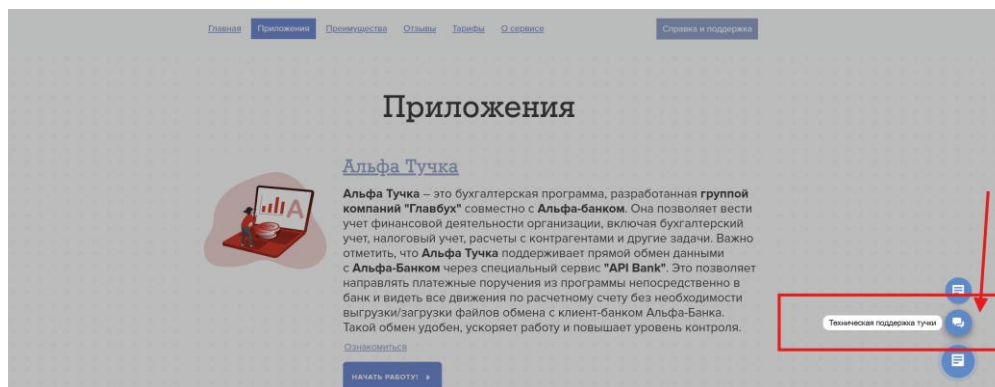 Главная Приложения Преимущества Отзывы Тарифы О сервисе Справка и поддержка
Приложения
Альфа Тучка
Альфа Тучка – это бухгалтерская программа, разработанная группой
компаний "Главбух" совместно с Альфа-банком. Она позволяет вести
учет финансовой деятельности организации, включая бухгалтерский
учет, налоговый учет, расчеты с контрагентами и другие задачи. Важно
отметить, что Альфа Тучка поддерживает прямой обмен данными
с Альфа-Банком через специальный сервис "API Bank". Это позволяет
направлять платежные поручения из программы непосредственно в
банк и видеть все движения по расчетному счету без необходимости
выгрузки/загрузки файлов обмена с клиент-банком Альфа-Банка.
Такой обмен удобен, ускоряет работу и повышает уровень контроля.
Техническая поддержка тучки
Ознакомиться
НАЧАТЬ РАБОТУ!